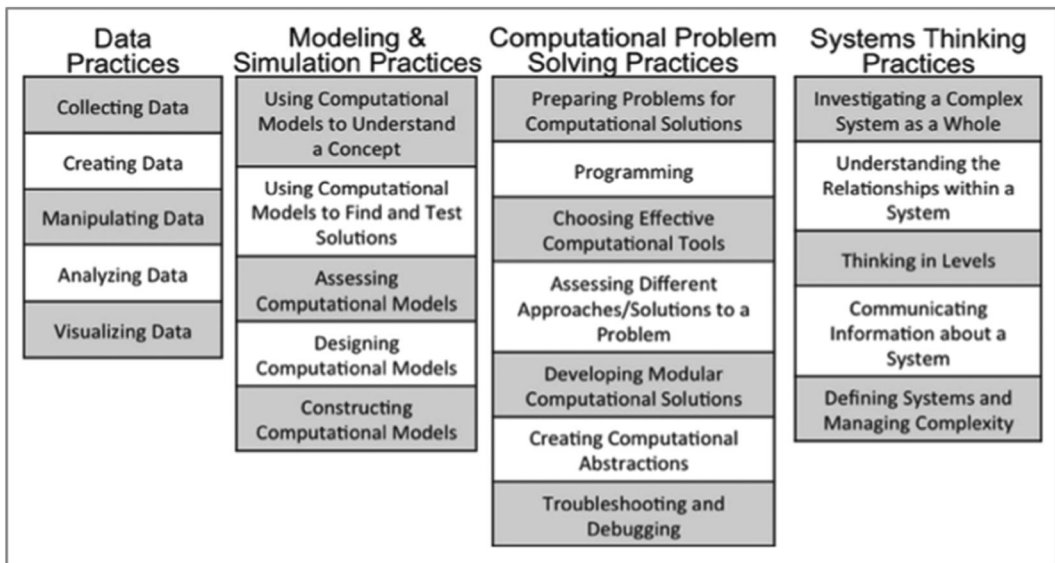 Data
Practices
Collecting Data
Creating Data
Manipulating Data
Analyzing Data
Visualizing Data
Modeling &
Simulation Practices
Using Computational
Models to Understand
a Concept
Using Computational
Models to Find and Test
Solutions
Assessing
Computational Models
Designing
Computational Models
Constructing
Computational Models
Computational Problem
Solving Practices
Preparing Problems for
Computational Solutions
Programming
Choosing Effective
Computational Tools
Assessing Different
Approaches/Solutions to a
Problem
Developing Modular
Computational Solutions
Creating Computational
Abstractions
Troubleshooting and
Debugging
Systems Thinking
Practices
Investigating a Complex
System as a Whole
Understanding the
Relationships within a
System
Thinking in Levels
Communicating
Information about a
System
Defining Systems and
Managing Complexity